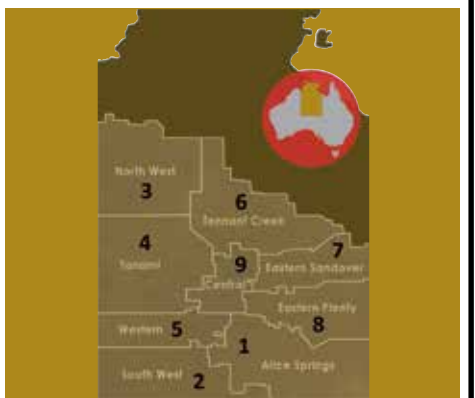 North West
3
6
Tennant Creek
4
7
9
Eastern Sandover
Tanami
Central
Eastern Plenty
8
Western 5
1
Alice Springs
South West 2